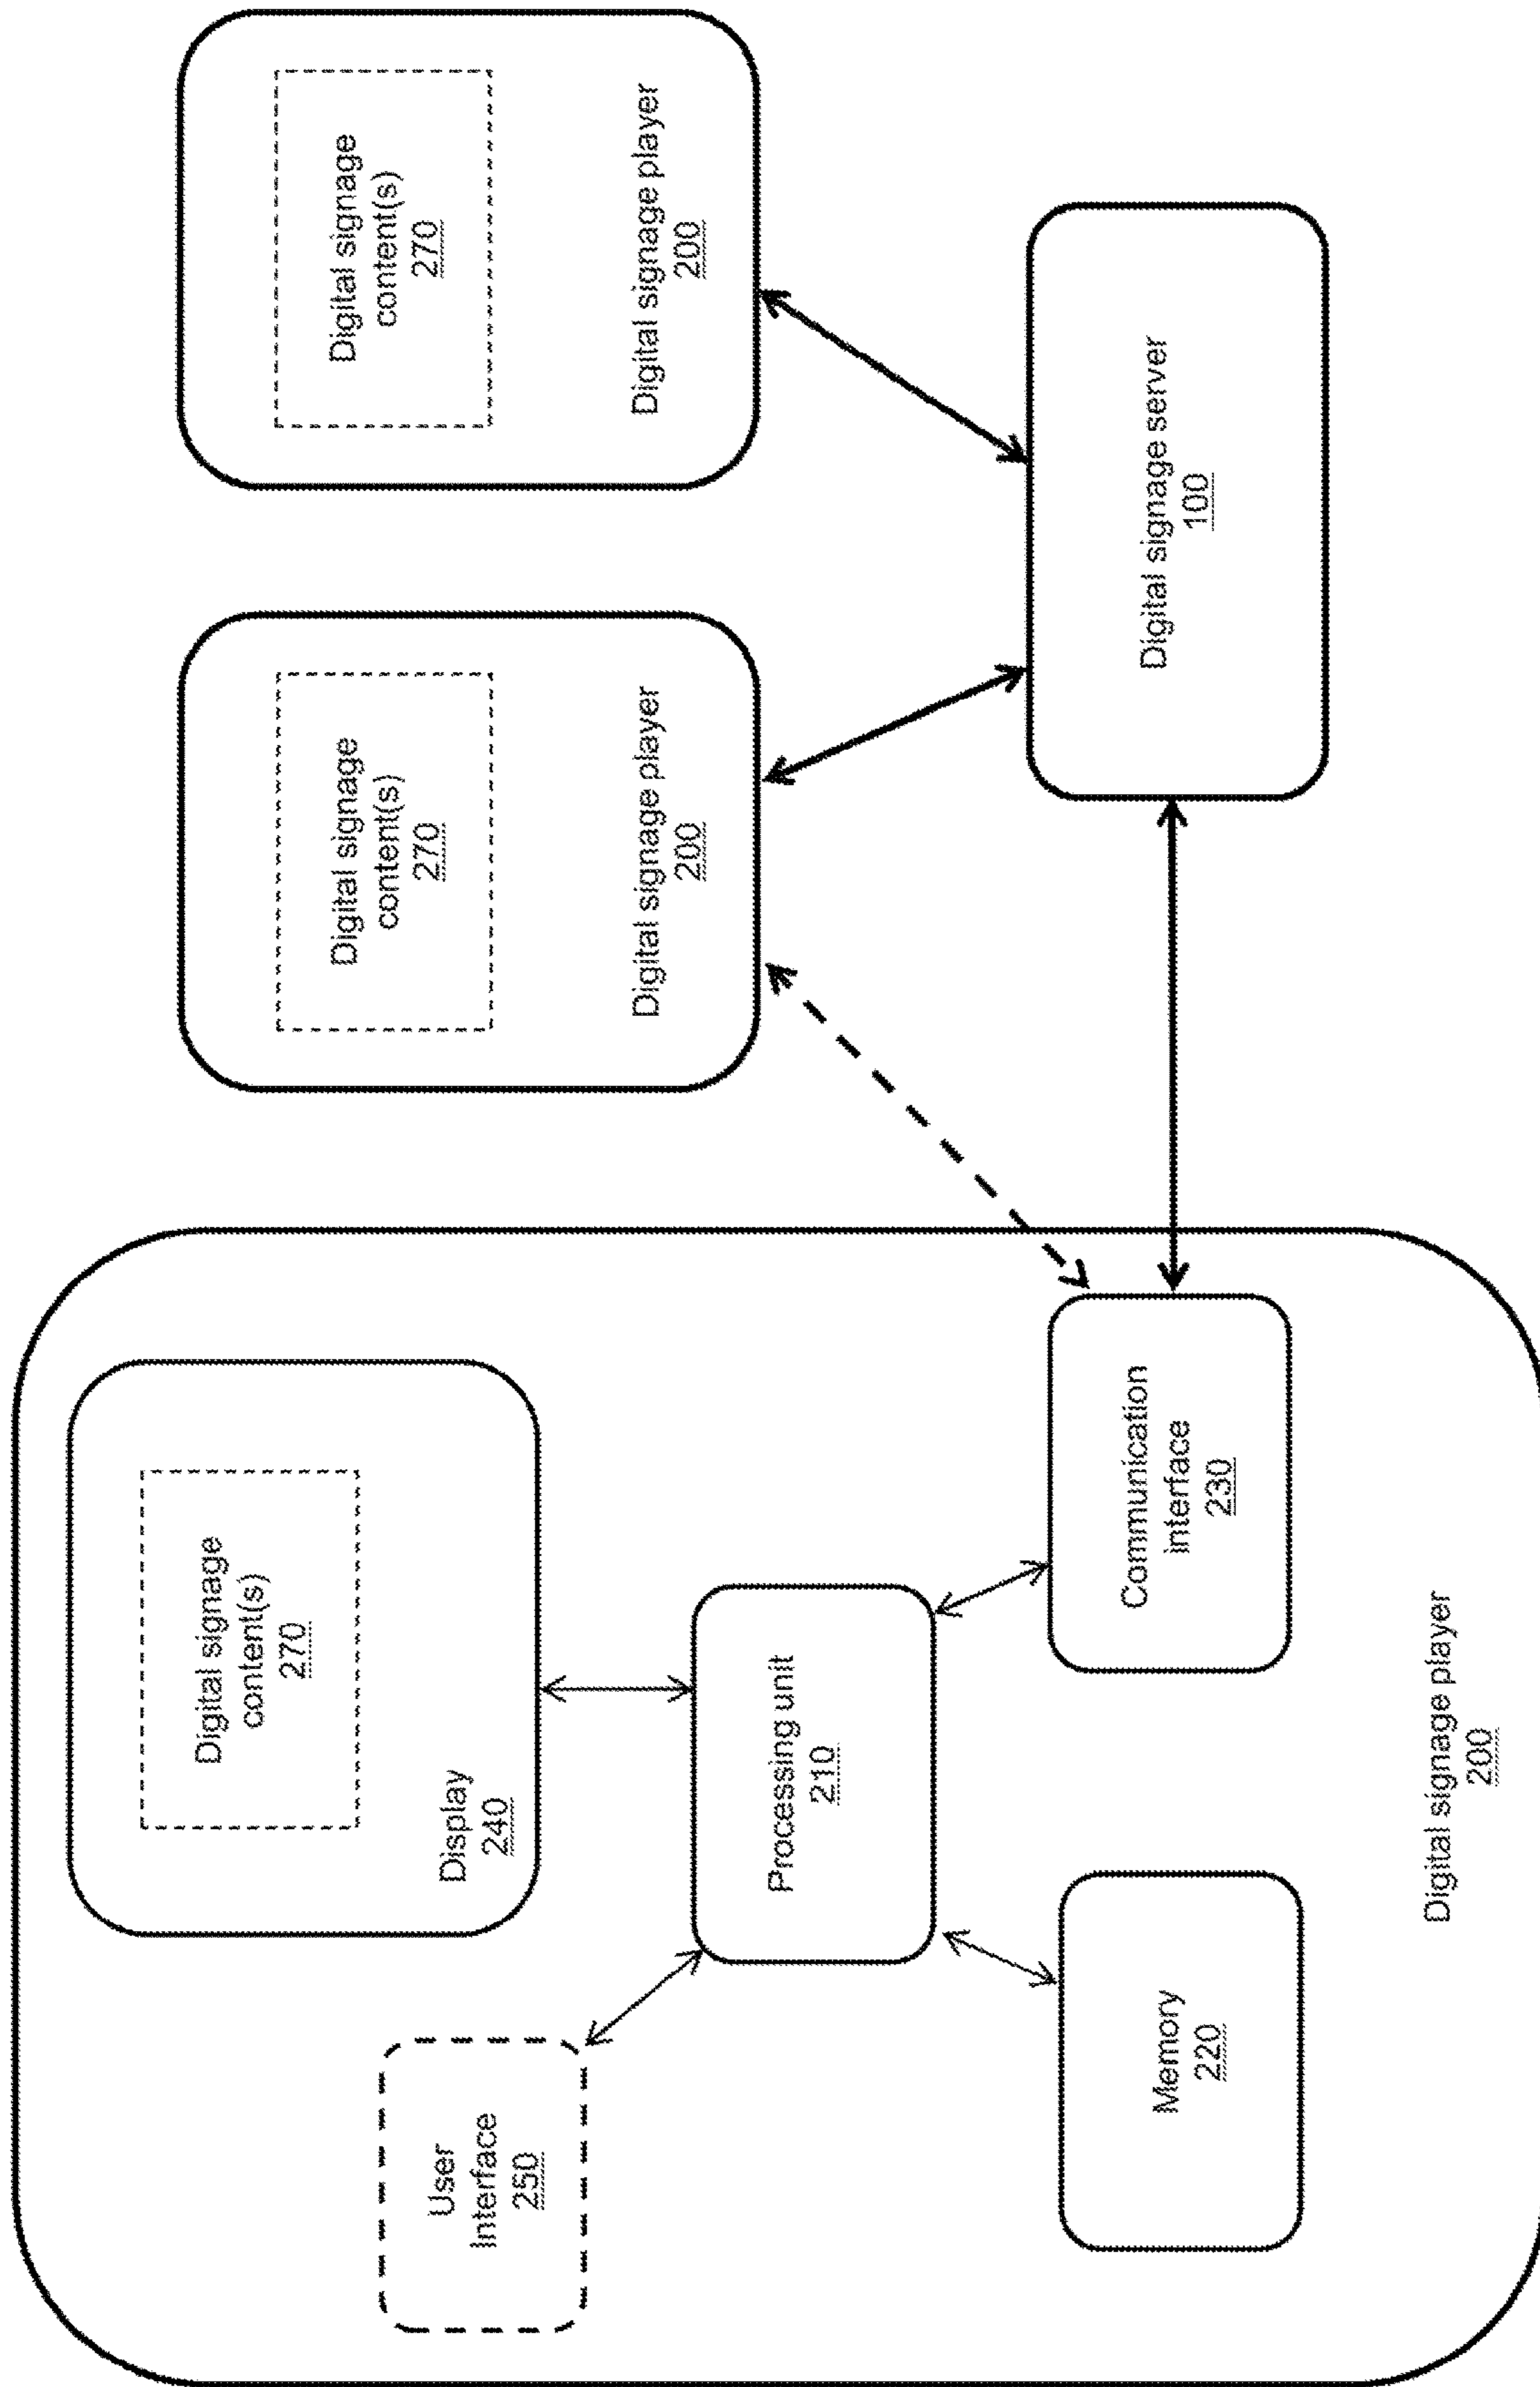 User
Interface
250
Digital signage
content(s)
270
Display
240
Processing unit
210
Memory
220
Communication
interface
230
Digital signage player
200
Digital signage
content(s)
270
Digital signage player
200
Digital signage
content(s)
270
Digital signage player
200
Digital signage server
100